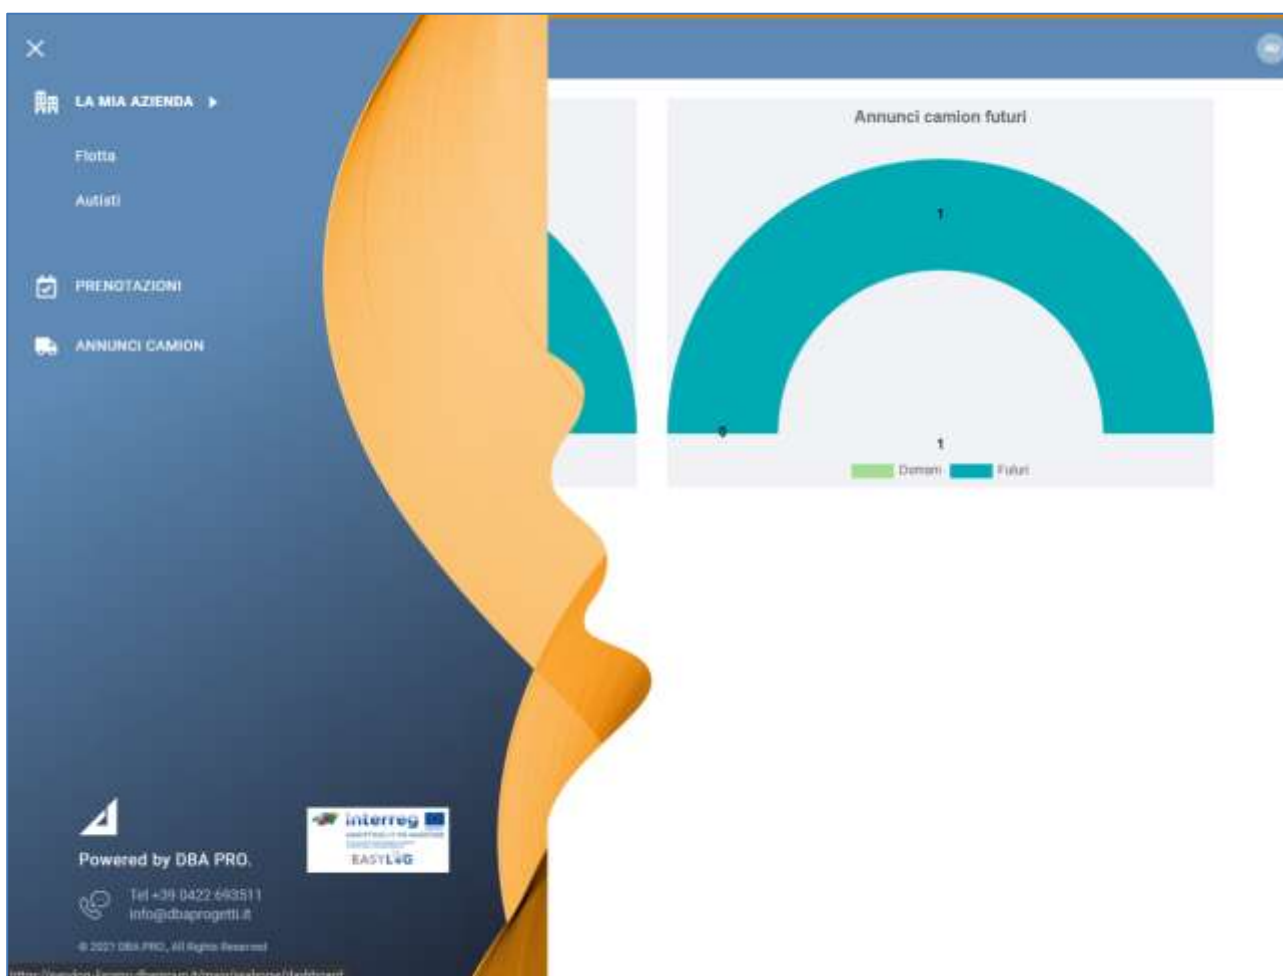 LA MIA AZIENDA
Flotta
Autisti
PRENOTAZIONI
ANNUNCI CAMION
Annunci camion futuri
1
0
1
Domani Futuri
Powered by DBA PRO.
Tel +39 0422 693511
info@dbaprogetti.it
© 2021 DBA PRO., All Rights Reserved
interreg
EASYLOG